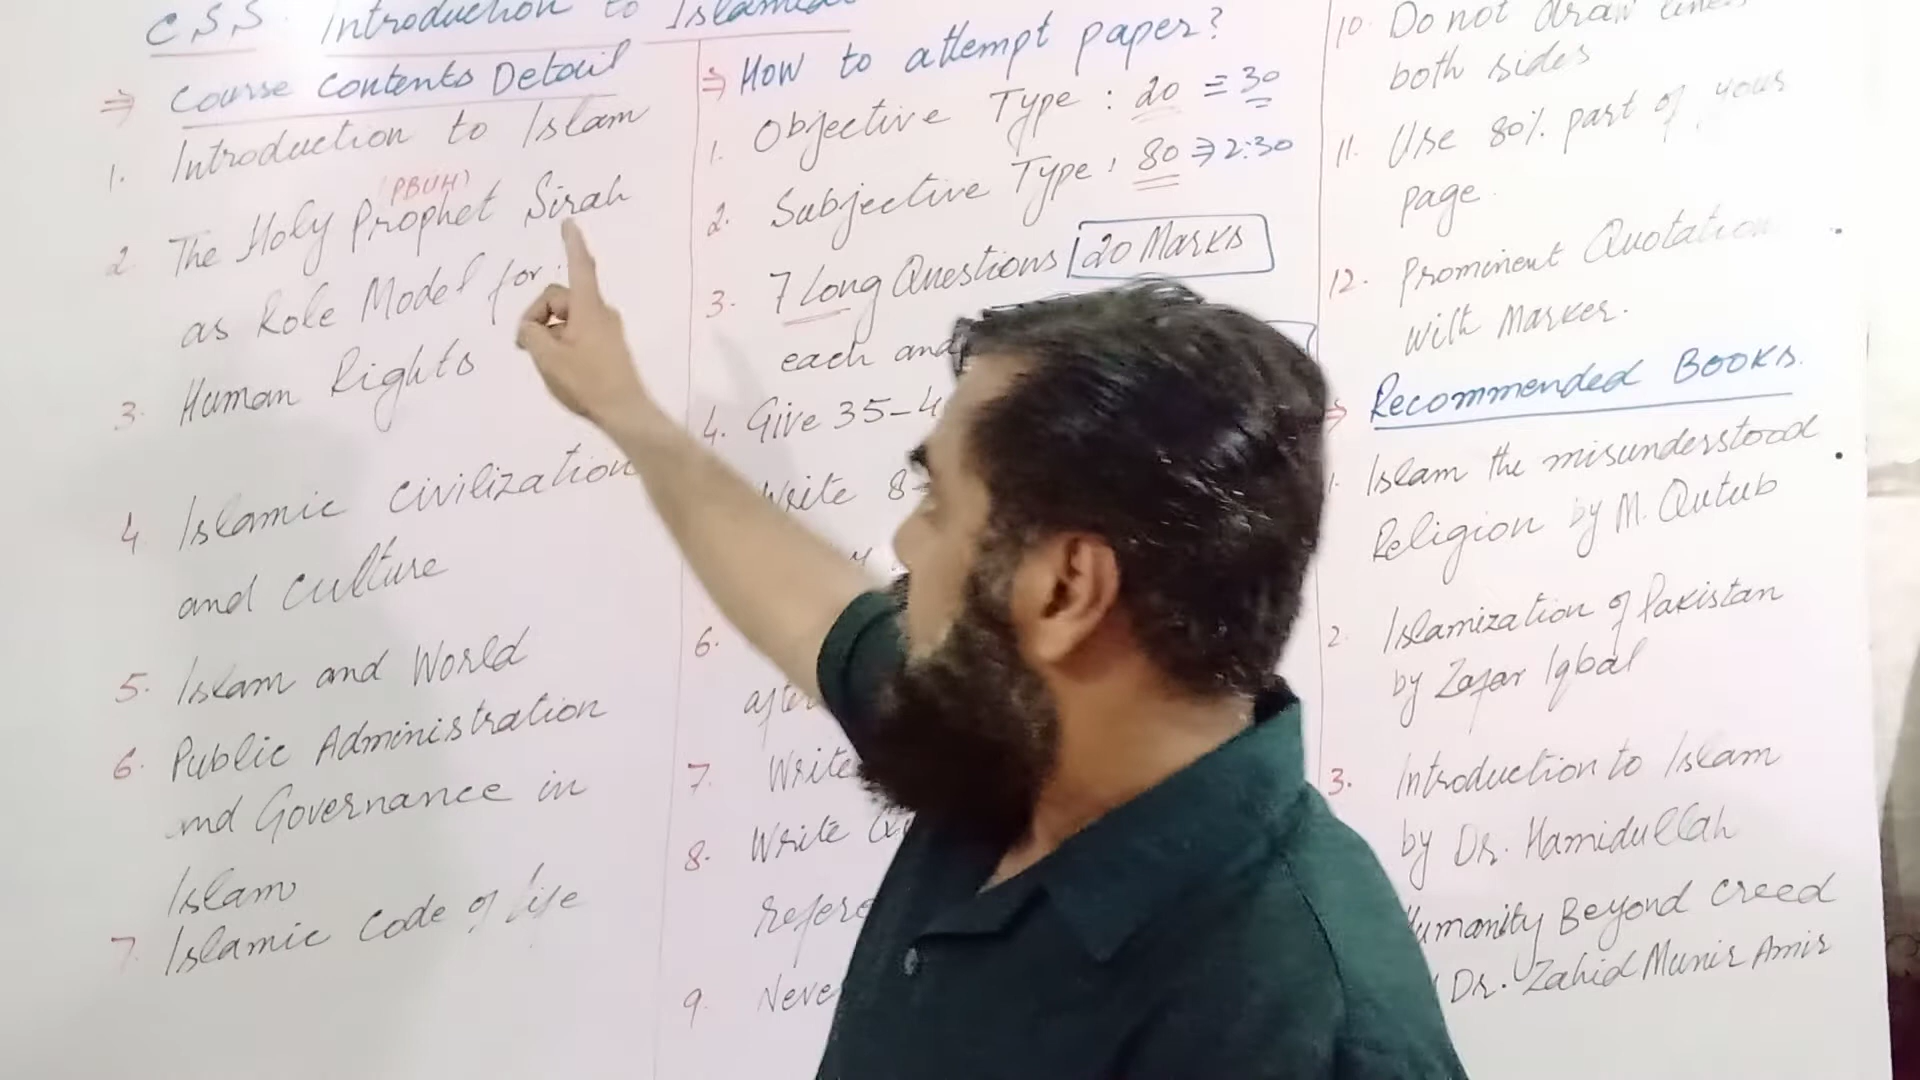 CSS. Introduction to Islamic
⇒ Course Contents Detail
1. Introduction to Islam
(PBUH)
2. The Holy Prophet Sirah
as Role Model for
3. Human Rights
4. Islamic civilization
and culture
5. Islam and World
6. Public Administration
and Governance in
Islam
7. Islamic code of life
⇒ How to attempt paper?
1. Objective Type : 20 = 30
2. Subjective Type , 80 ⇒ 2:30
3. 7 Long Questions 20 Marks
each and
4. Give 35-4
Write 8-
6.
after
7. Write
8. Write
refere
9. Neve
10. Do not draw lines
both sides
11. Use 80% part of your
page.
12. Prominent Quotation
with Marker.
⇒ Recommended Books.
1. Islam the misunderstood
Religion by M. Qutub
2. Islamization of Pakistan
by Zafar Iqbal
3. Introduction to Islam
by Dr. Hamidullah
Humanity Beyond creed
Dr. Zahid Munir Amir